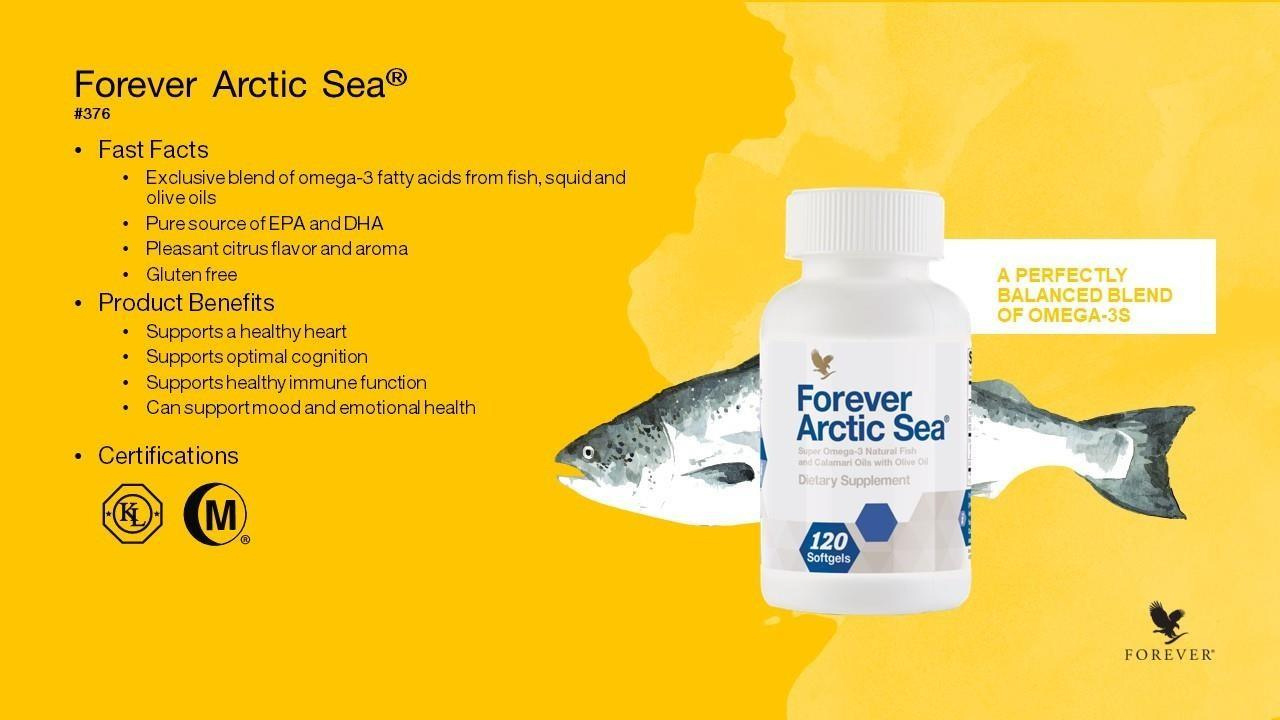 Forever Arctic Sea®
#376
• Fast Facts
• Exclusive blend of omega-3 fatty acids from fish, squid and
olive oils
• Pure source of EPA and DHA
• Pleasant citrus flavor and aroma
• Gluten free
• Product Benefits
• Supports a healthy heart
• Supports optimal cognition
• Supports healthy immune function
• Can support mood and emotional health
• Certifications
KL
M®
A PERFECTLY
BALANCED BLEND
OF OMEGA-3S
Forever
Arctic Sea®
Super Omega-3 Natural Fish
and Calamari Oils with Olive Oil
Dietary Supplement
120
Softgels
FOREVER®